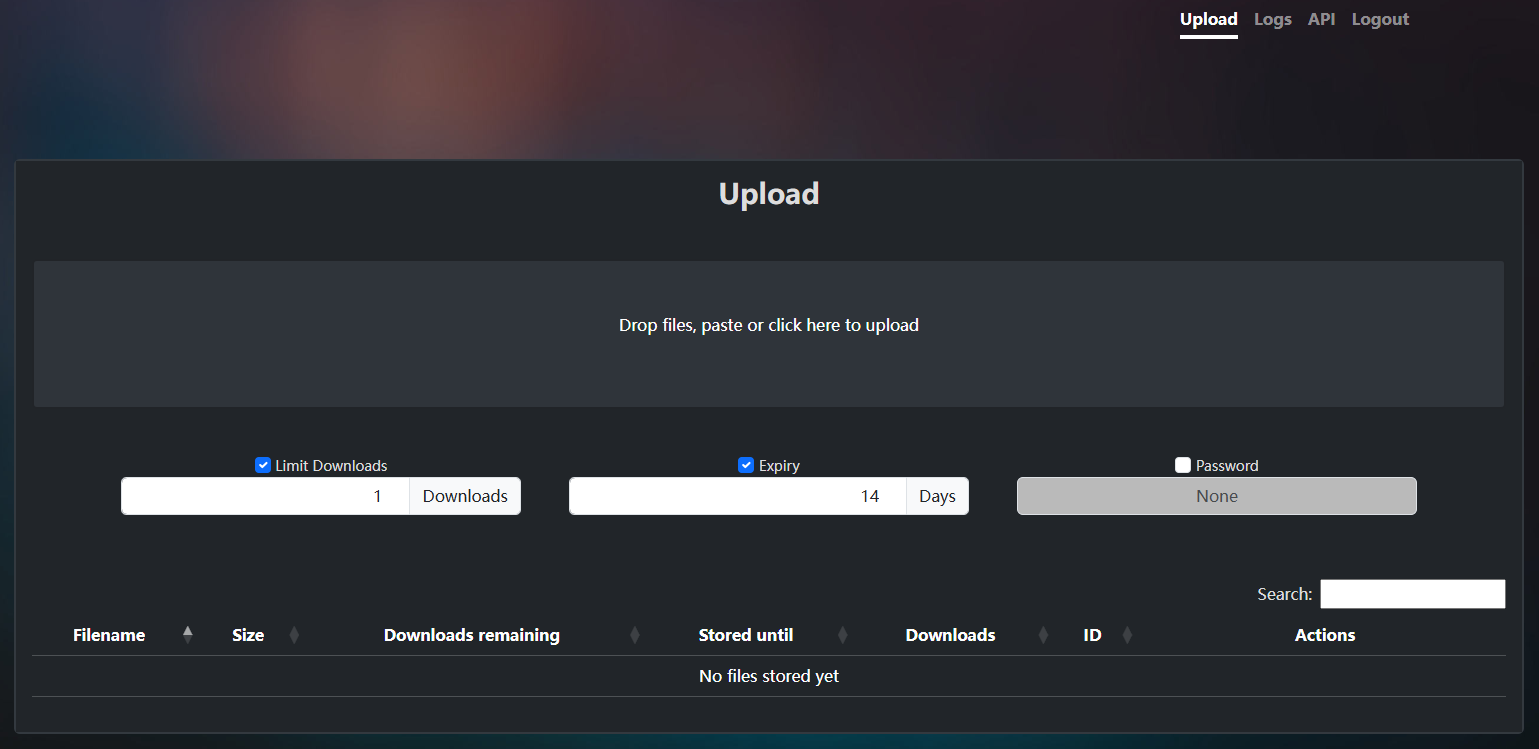 Upload Logs API Logout
Upload
Drop files, paste or click here to upload
Limit Downloads Expiry Password
1 Downloads 14 Days None
Search:
Filename Size Downloads remaining Stored until Downloads ID Actions
No files stored yet